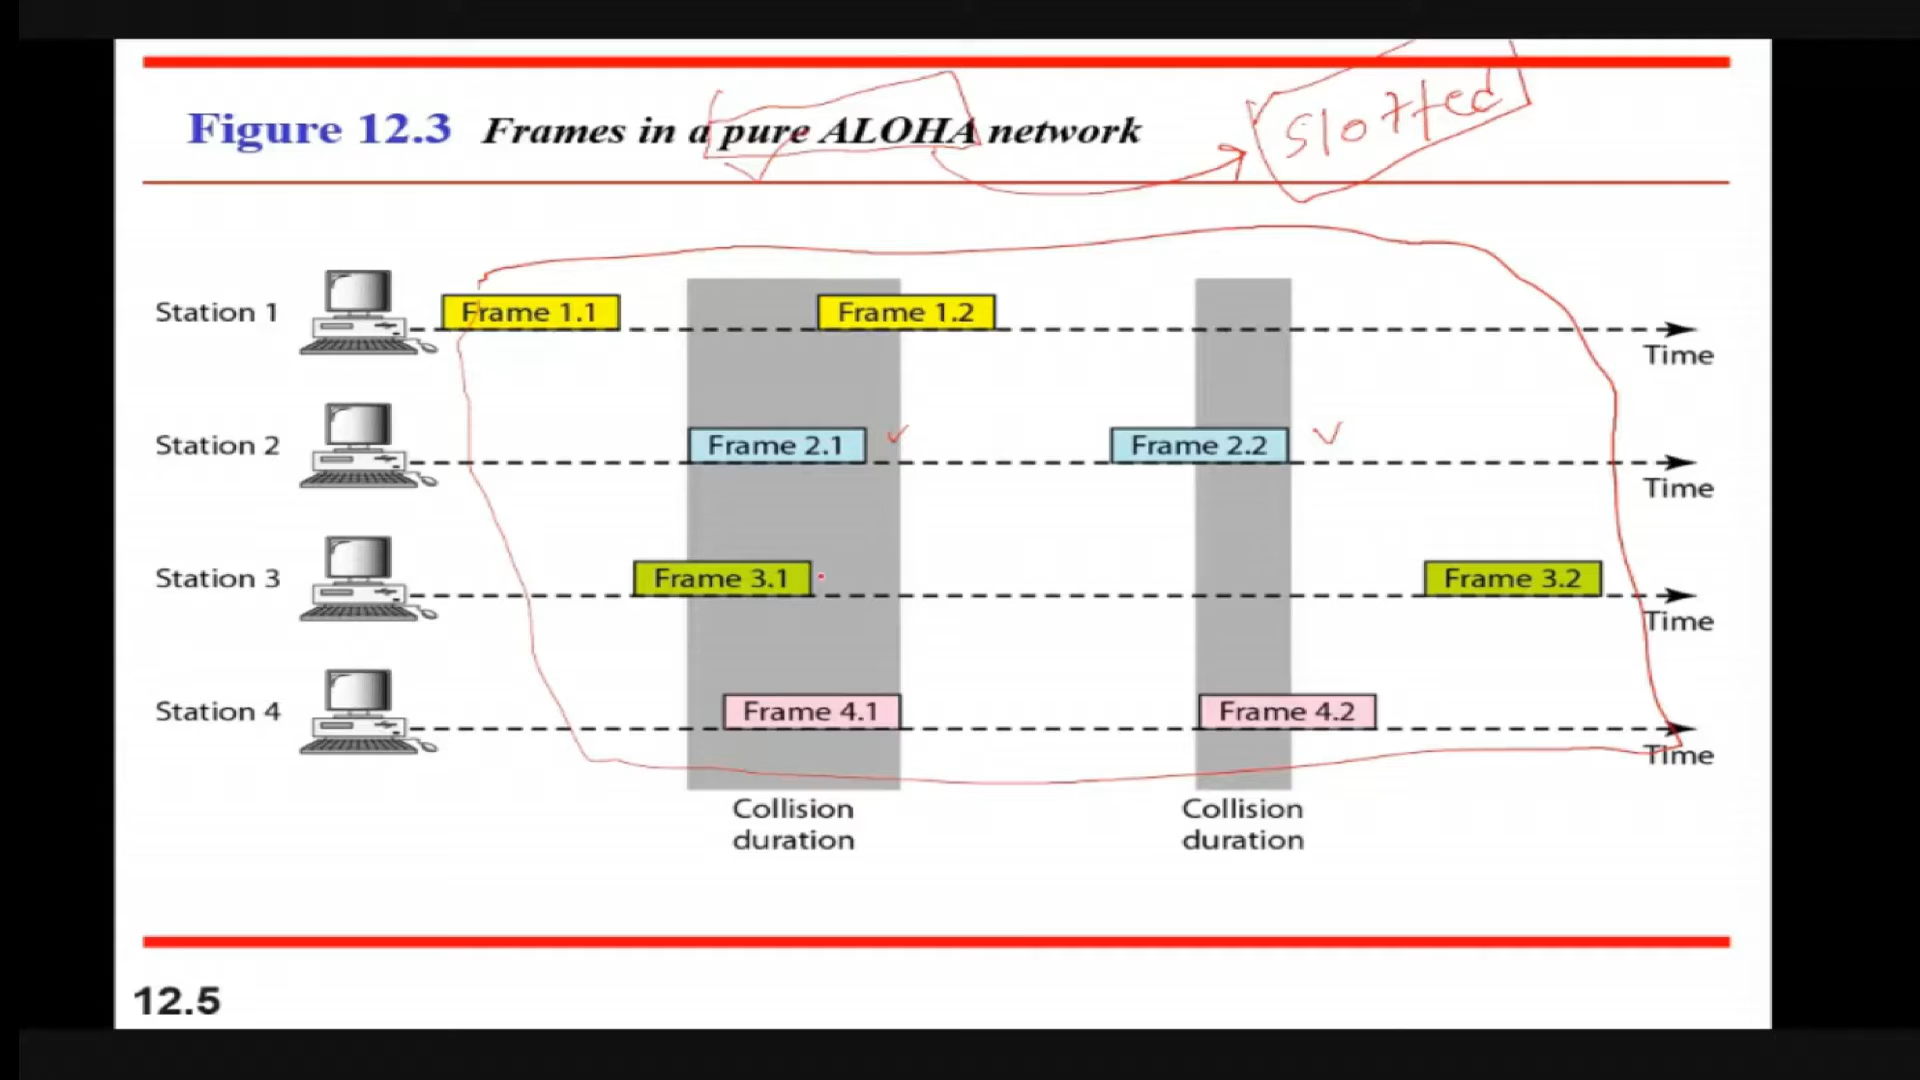 Figure 12.3 Frames in a pure ALOHA network
Slotted
Station 1
Frame 1.1
Frame 1.2
Time
Station 2
Frame 2.1
Frame 2.2
Time
Station 3
Frame 3.1
Frame 3.2
Time
Station 4
Frame 4.1
Frame 4.2
Time
Collision
duration
Collision
duration
12.5